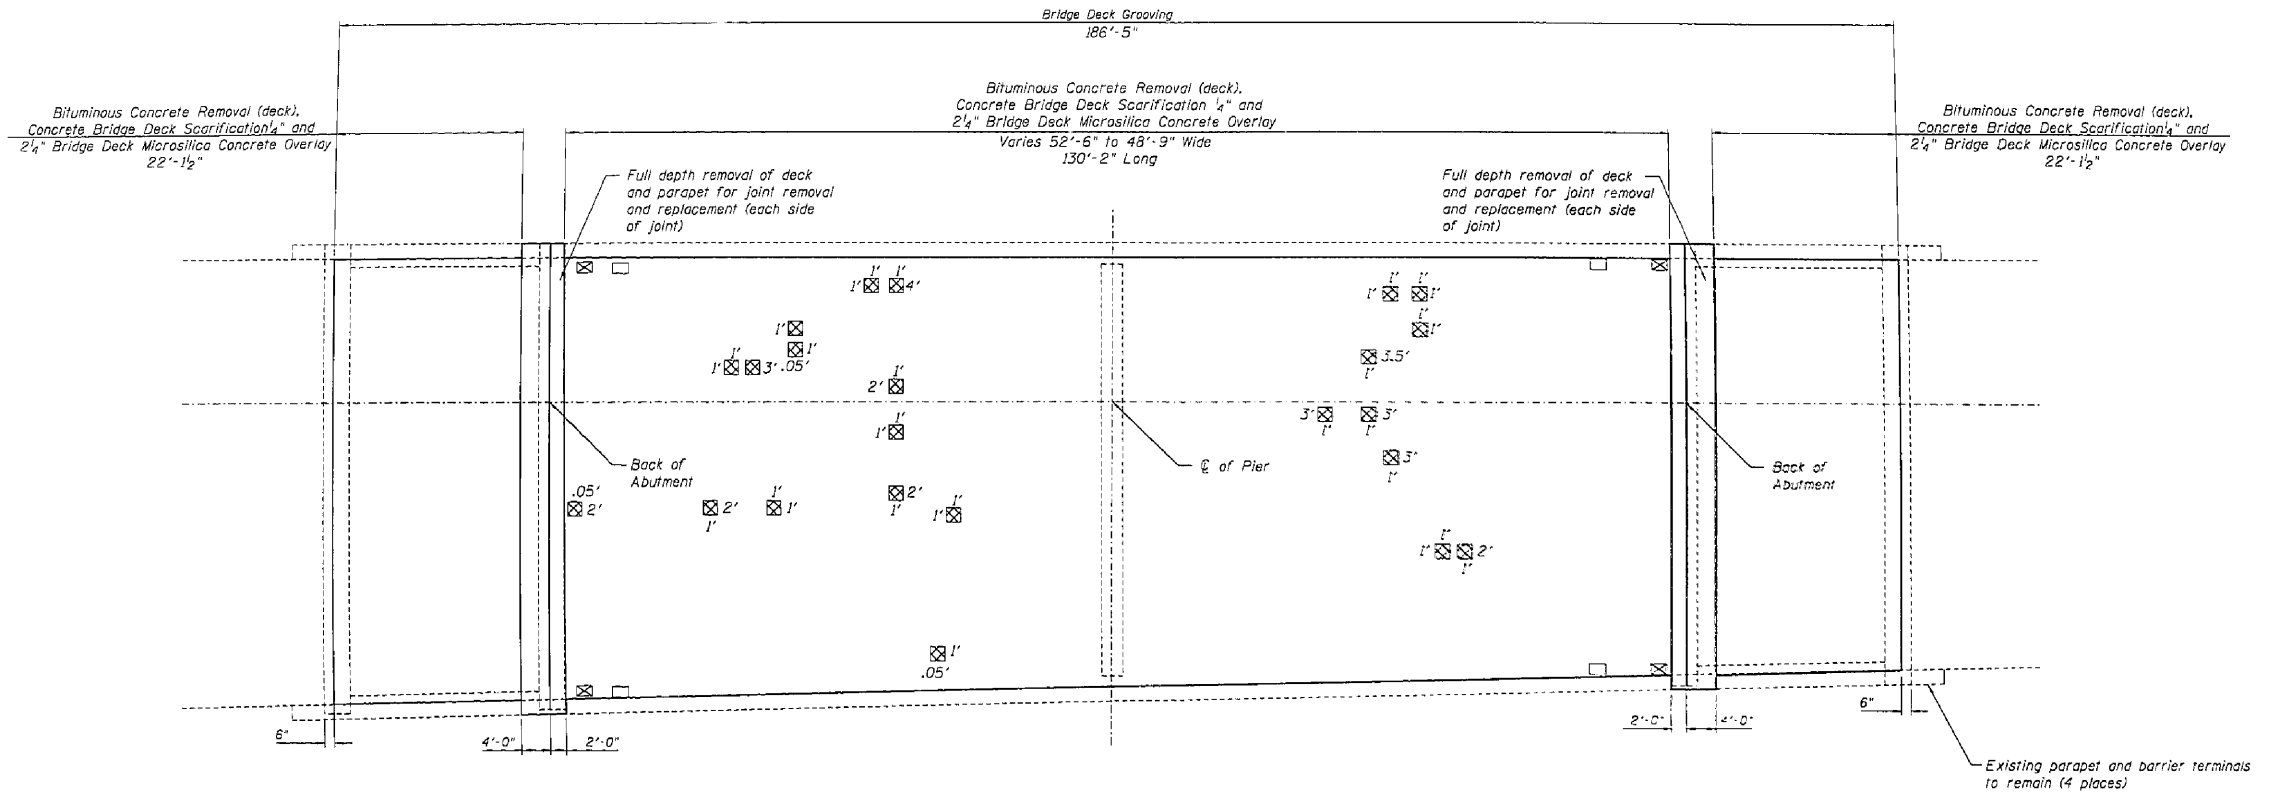 Bridge Deck Grooving
186'-5"
Bituminous Concrete Removal (deck),
Concrete Bridge Deck Scarification 1/4" and
2 1/4" Bridge Deck Microsilica Concrete Overlay
22'-1 1/2"
Bituminous Concrete Removal (deck),
Concrete Bridge Deck Scarification 1/4" and
2 1/4" Bridge Deck Microsilica Concrete Overlay
Varies 52'-6" to 48'-9" Wide
130'-2" Long
Bituminous Concrete Removal (deck),
Concrete Bridge Deck Scarification 1/4" and
2 1/4" Bridge Deck Microsilica Concrete Overlay
22'-1 1/2"
Full depth removal of deck
and parapet for joint removal
and replacement (each side
of joint)
Full depth removal of deck
and parapet for joint removal
and replacement (each side
of joint)
1' 1'
1' 4'
1' 1'
1' 1'
1'
1'
1'
1'
1'
3.5'
1'
1'
1' 3' .05'
1'
2'
3' 3'
1' 1'
1'
1'
3'
1'
Back of
Abutment
℄ of Pier
Back of
Abutment
.05'
2'
2'
1'
1'
1'
2'
1'
1'
1'
1'
1' 2'
1'
1'
.05'
6"
4'-0" 2'-0"
2'-0" 4'-0"
6"
Existing parapet and barrier terminals
to remain (4 places)